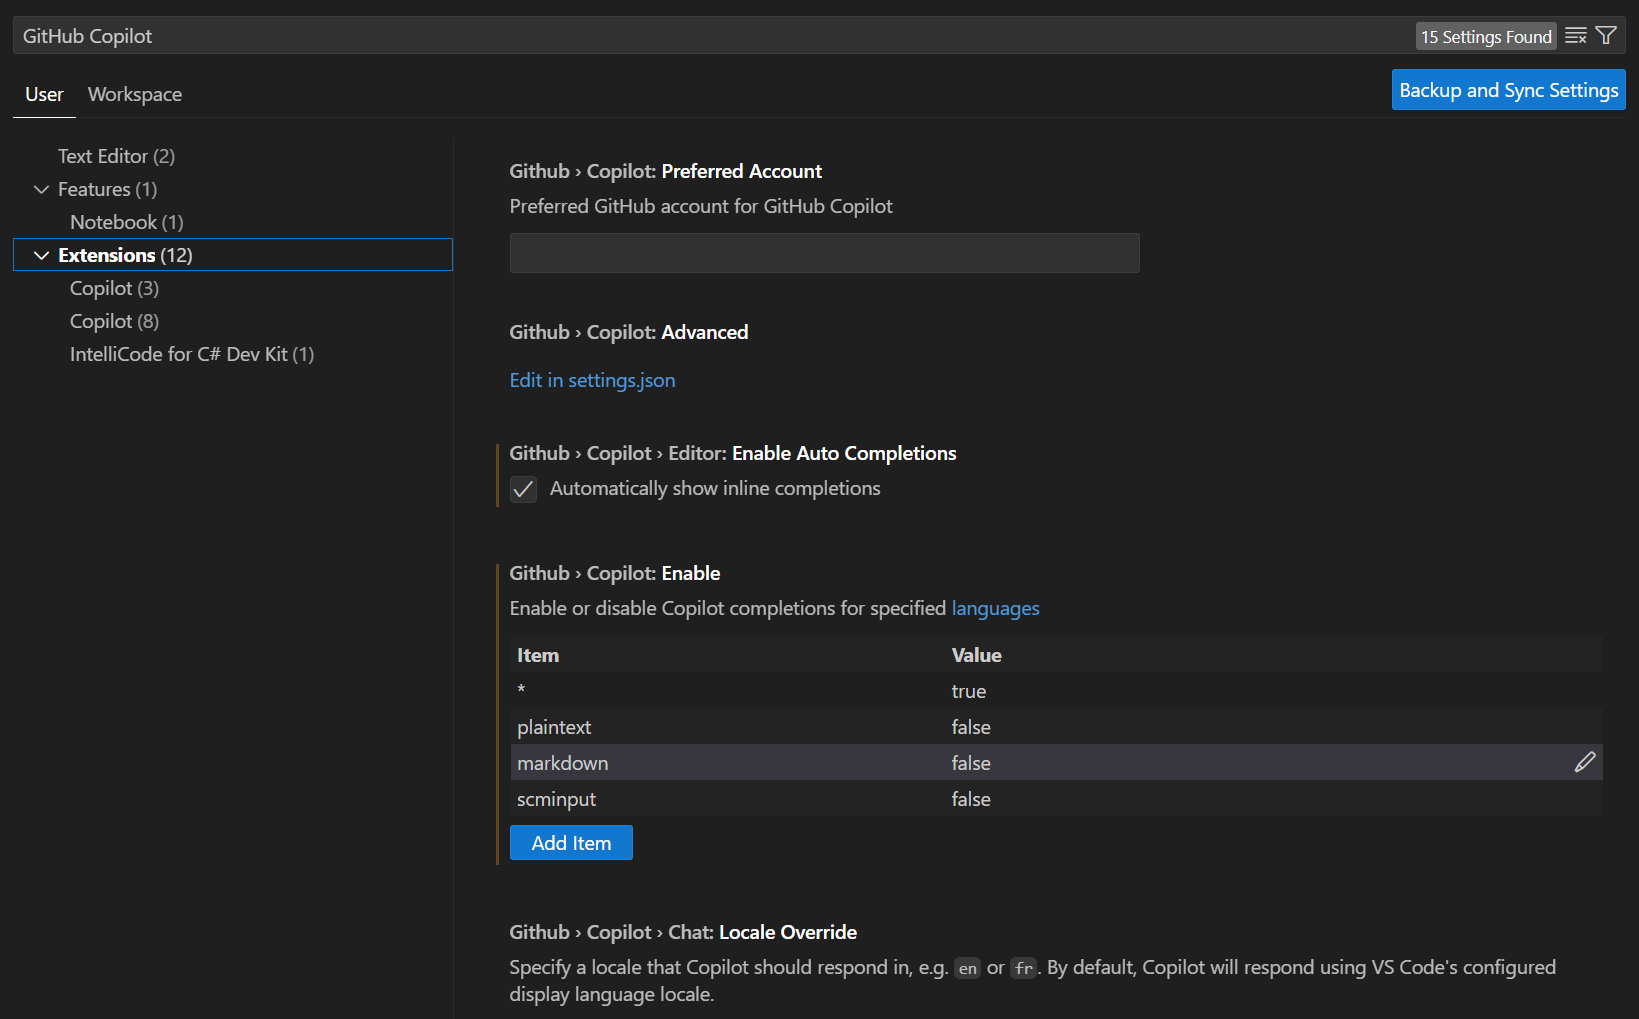 GitHub Copilot
15 Settings Found
User
Workspace
Backup and Sync Settings
Text Editor (2)
Features (1)
Notebook (1)
Extensions (12)
Copilot (3)
Copilot (8)
IntelliCode for C# Dev Kit (1)
Github › Copilot: Preferred Account
Preferred GitHub account for GitHub Copilot
Github › Copilot: Advanced
Edit in settings.json
Github › Copilot › Editor: Enable Auto Completions
Automatically show inline completions
Github › Copilot: Enable
Enable or disable Copilot completions for specified languages
Item Value
* true
plaintext false
markdown false
scminput false
Add Item
Github › Copilot › Chat: Locale Override
Specify a locale that Copilot should respond in, e.g. en or fr. By default, Copilot will respond using VS Code's configured
display language locale.